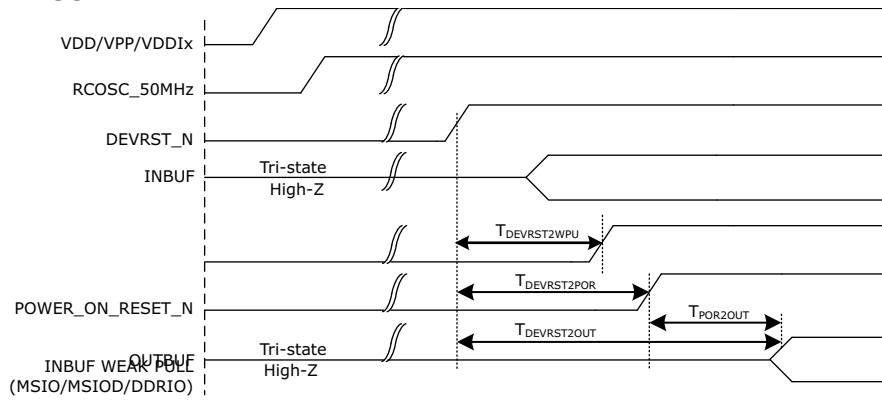 VDD/VPP/VDDIx
RCOSC_50MHz
DEVRST_N
INBUF
Tri-state
High-Z
TDEVRST2WPU
TDEVRST2POR
POWER_ON_RESET_N
TPOR2OUT
TDEVRST2OUT
OUTBUF
Tri-state
High-Z
INBUF WEAK PULL
(MSIO/MSIOD/DDRIO)